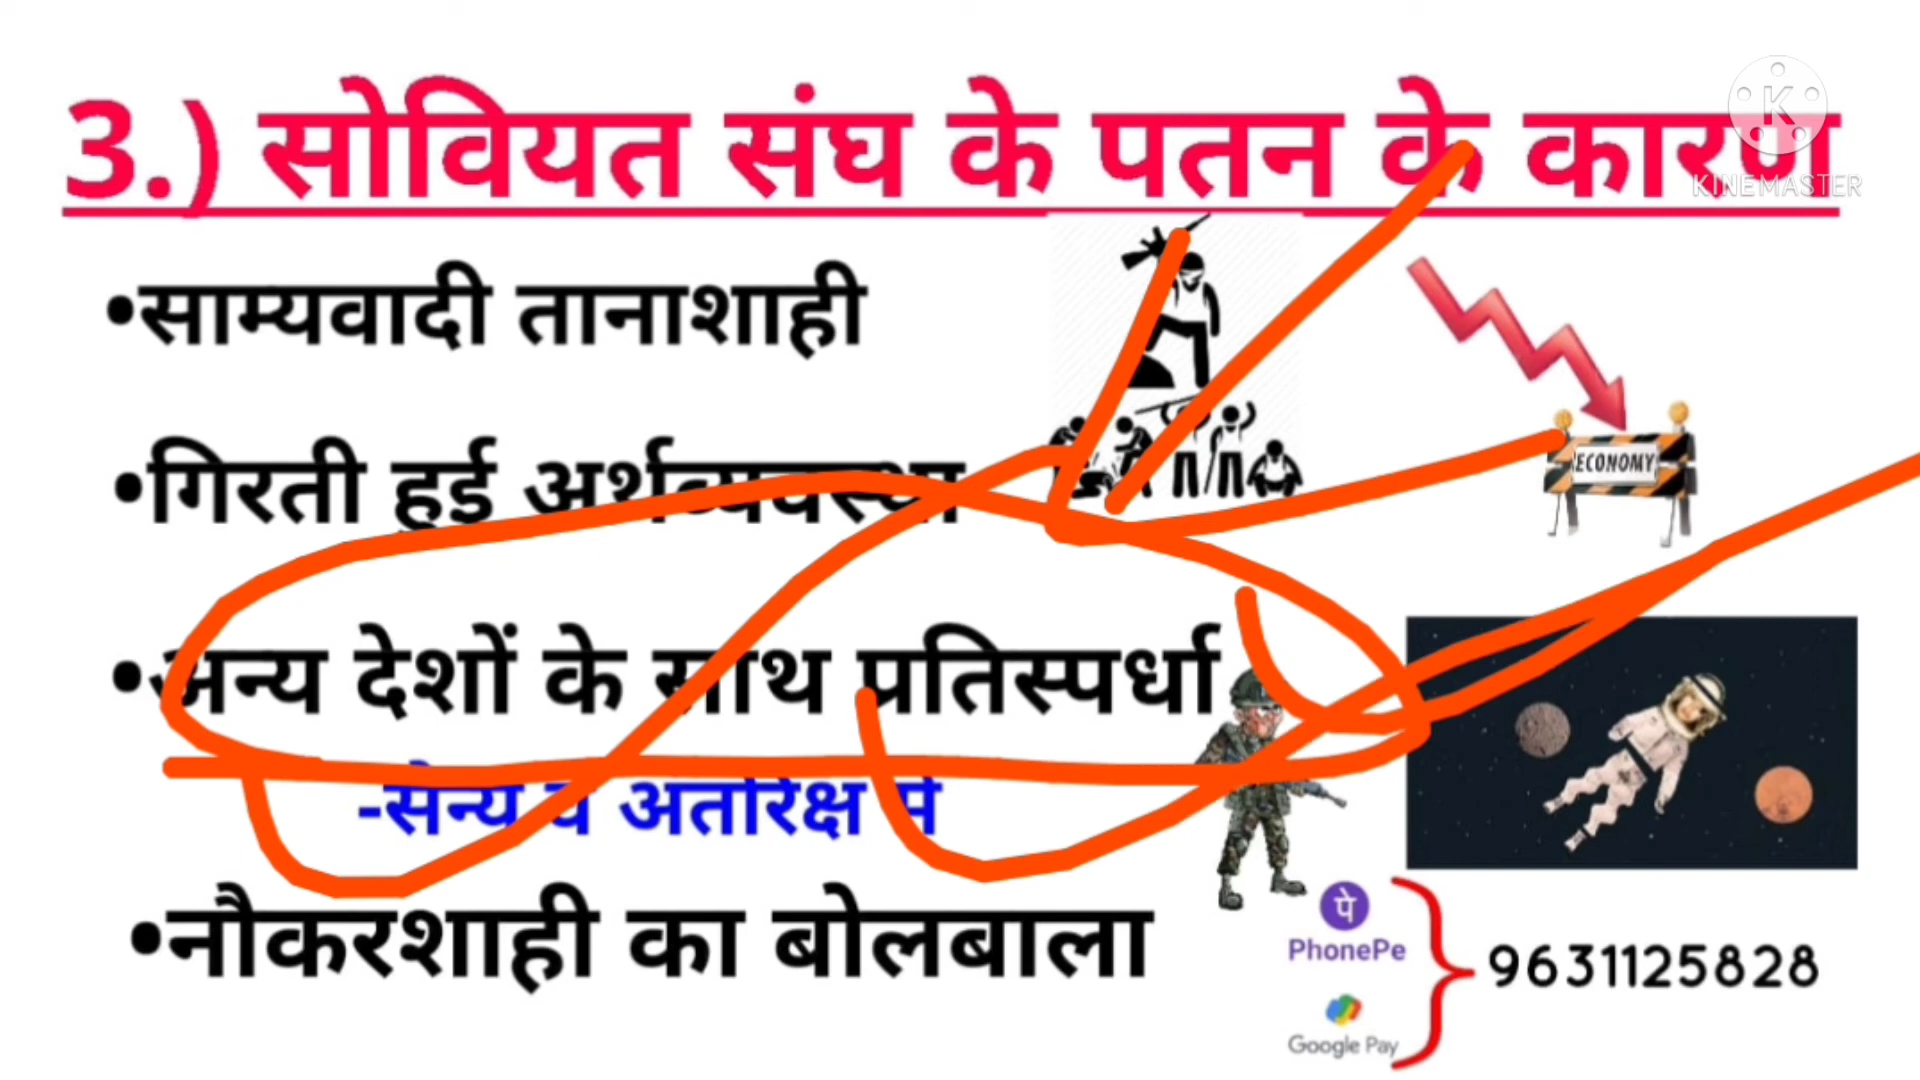 3.) सोवियत संघ के पतन के कारण
KINEMASTER
•साम्यवादी तानाशाही
•गिरती हुई अर्थव्यवस्था
ECONOMY
•अन्य देशों के साथ प्रतिस्पर्धा
-सैन्य व अंतरिक्ष में
•नौकरशाही का बोलबाला
पे
PhonePe
9631125828
Google Pay